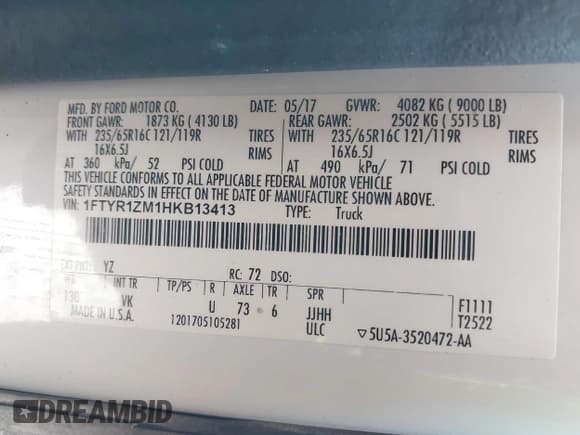 MFD. BY FORD MOTOR CO. DATE: 05/17 GVWR: 4082 KG ( 9000 LB)
FRONT GAWR: 1873 KG ( 4130 LB) REAR GAWR: 2502 KG ( 5515 LB)
WITH 235/65R16C 121/119R TIRES WITH 235/65R16C 121/119R TIRES
16X6.5J RIMS 16X6.5J RIMS
AT 360 kPa/ 52 PSI COLD AT 490 kPa/ 71 PSI COLD
THIS VEHICLE CONFORMS TO ALL APPLICABLE FEDERAL MOTOR VEHICLE
SAFETY STANDARDS IN EFFECT ON THE DATE OF MANUFACTURE SHOWN ABOVE.
VIN: 1FTYR1ZM1HKB13413 TYPE: Truck
EXT PNT: YZ RC: 72 DSO:
WB INT TR TP/PS R AXLE TR SPR
130 VK U 73 6 JJHH F1111
MADE IN U.S.A. 1201705105281 ULC T2522
▽5U5A-3520472-AA
DREAMBID